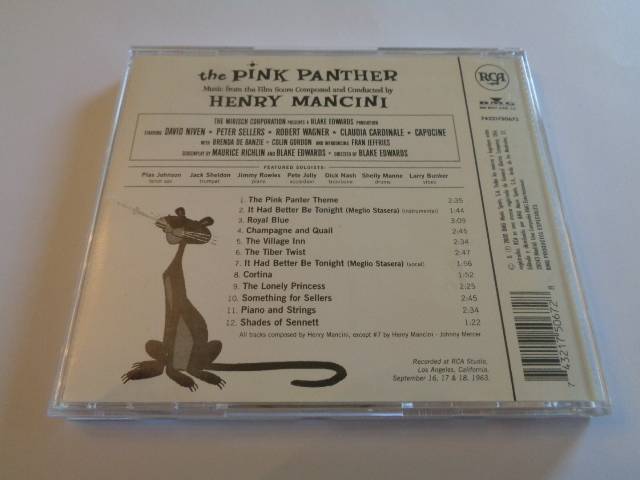 the PINK PANTHER
Music from the Film Score Composed and Conducted by
HENRY MANCINI
THE MIRISCH CORPORATION PRESENTS A BLAKE EDWARDS PRODUCTION
STARRING DAVID NIVEN • PETER SELLERS • ROBERT WAGNER • CLAUDIA CARDINALE • CAPUCINE
WITH BRENDA DE BANZIE • COLIN GORDON AND INTRODUCING FRAN JEFFRIES
SCREENPLAY BY MAURICE RICHLIN AND BLAKE EDWARDS • DIRECTED BY BLAKE EDWARDS
FEATURED SOLOISTS:
Plas Johnson Jack Sheldon Jimmy Rowles Pete Jolly Dick Nash Shelly Manne Larry Bunker
tenor sax trumpet piano accordion trombone drums vibes
1. The Pink Panter Theme 2:35
2. It Had Better Be Tonight (Meglio Stasera) (instrumental) 1:44
3. Royal Blue 3:09
4. Champagne and Quail 2:45
5. The Village Inn 2:34
6. The Tiber Twist 2:47
7. It Had Better Be Tonight (Meglio Stasera) (vocal) 1:56
8. Cortina 1:52
9. The Lonely Princess 2:25
10. Something for Sellers 2:45
11. Piano and Strings 2:34
12. Shades of Sennett 1:22
All tracks composed by Henry Mancini, except #7 by Henry Mancini - Johnny Mercer
Recorded at RCA Studio,
Los Angeles, California.
September 16, 17 & 18. 1963.
RCA
BMG
74321750672
7 43217 50672 8